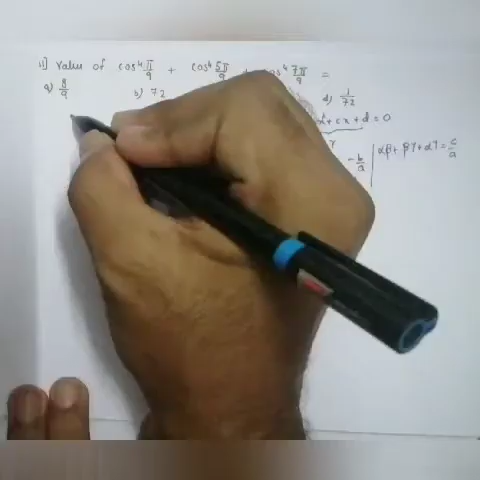 11] Value of cos⁴ π/9 + cos⁴ 5π/9 cos⁴ 7π/9 =
a) 8/9 b) 72 d) 1/72
+ cx + d = 0
-b/a | αβ + βγ + αγ = c/a